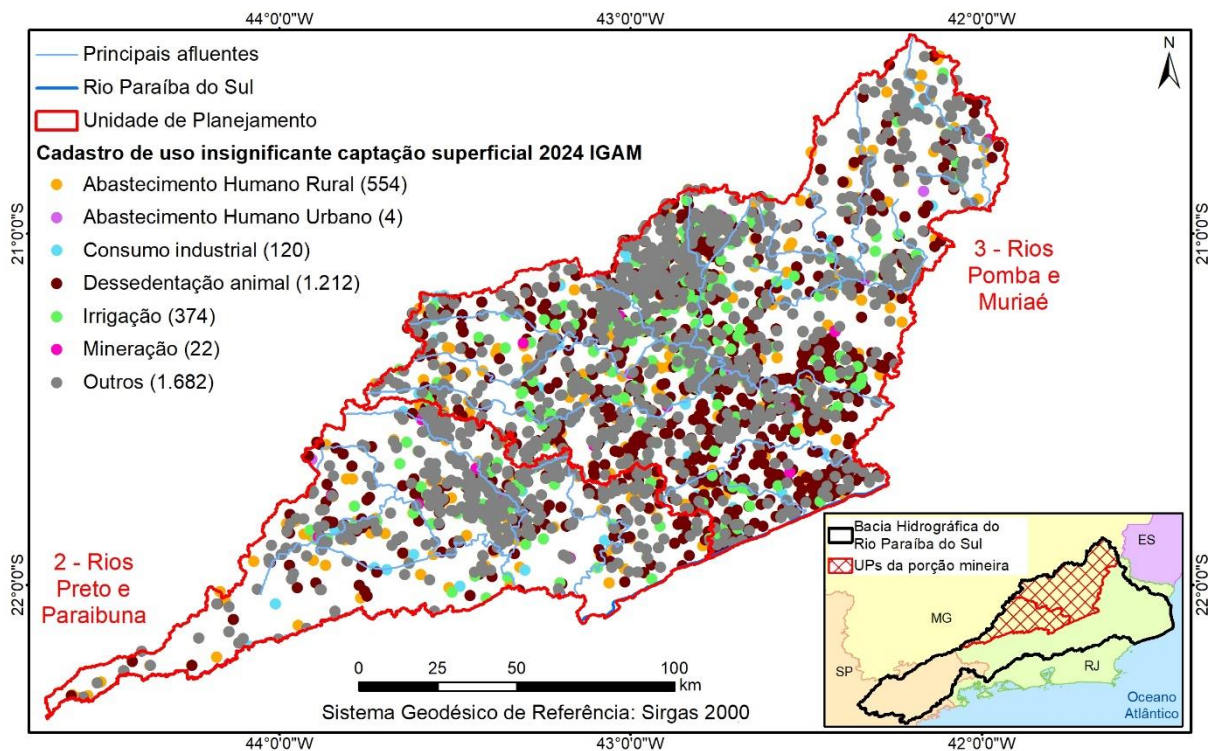 44°0'0"W
43°0'0"W
42°0'0"W
N
Principais afluentes
Rio Paraíba do Sul
Unidade de Planejamento
Cadastro de uso insignificante captação superficial 2024 IGAM
Abastecimento Humano Rural (554)
Abastecimento Humano Urbano (4)
Consumo industrial (120)
Dessedentação animal (1.212)
Irrigação (374)
Mineração (22)
Outros (1.682)
21°0'0"S
21°0'0"S
3 - Rios
Pomba e
Muriaé
2 - Rios
Preto e
Paraibuna
22°0'0"S
22°0'0"S
Bacia Hidrográfica do
Rio Paraíba do Sul
UPs da porção mineira
ES
MG
SP
RJ
Oceano
Atlântico
0
25
50
100
km
Sistema Geodésico de Referência: Sirgas 2000
44°0'0"W
43°0'0"W
42°0'0"W